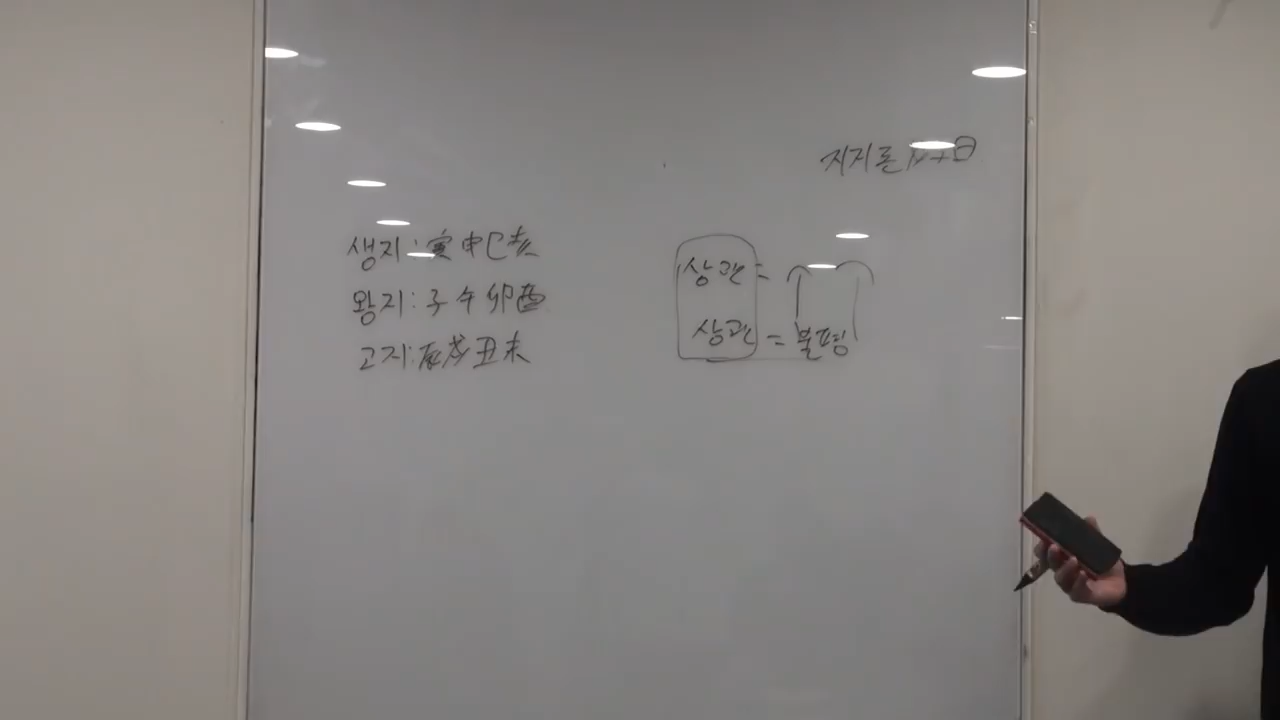 지지론
생지: 寅申巳亥
왕지: 子午卯酉
고지: 辰戌丑未
상관 =
상관 = 불평